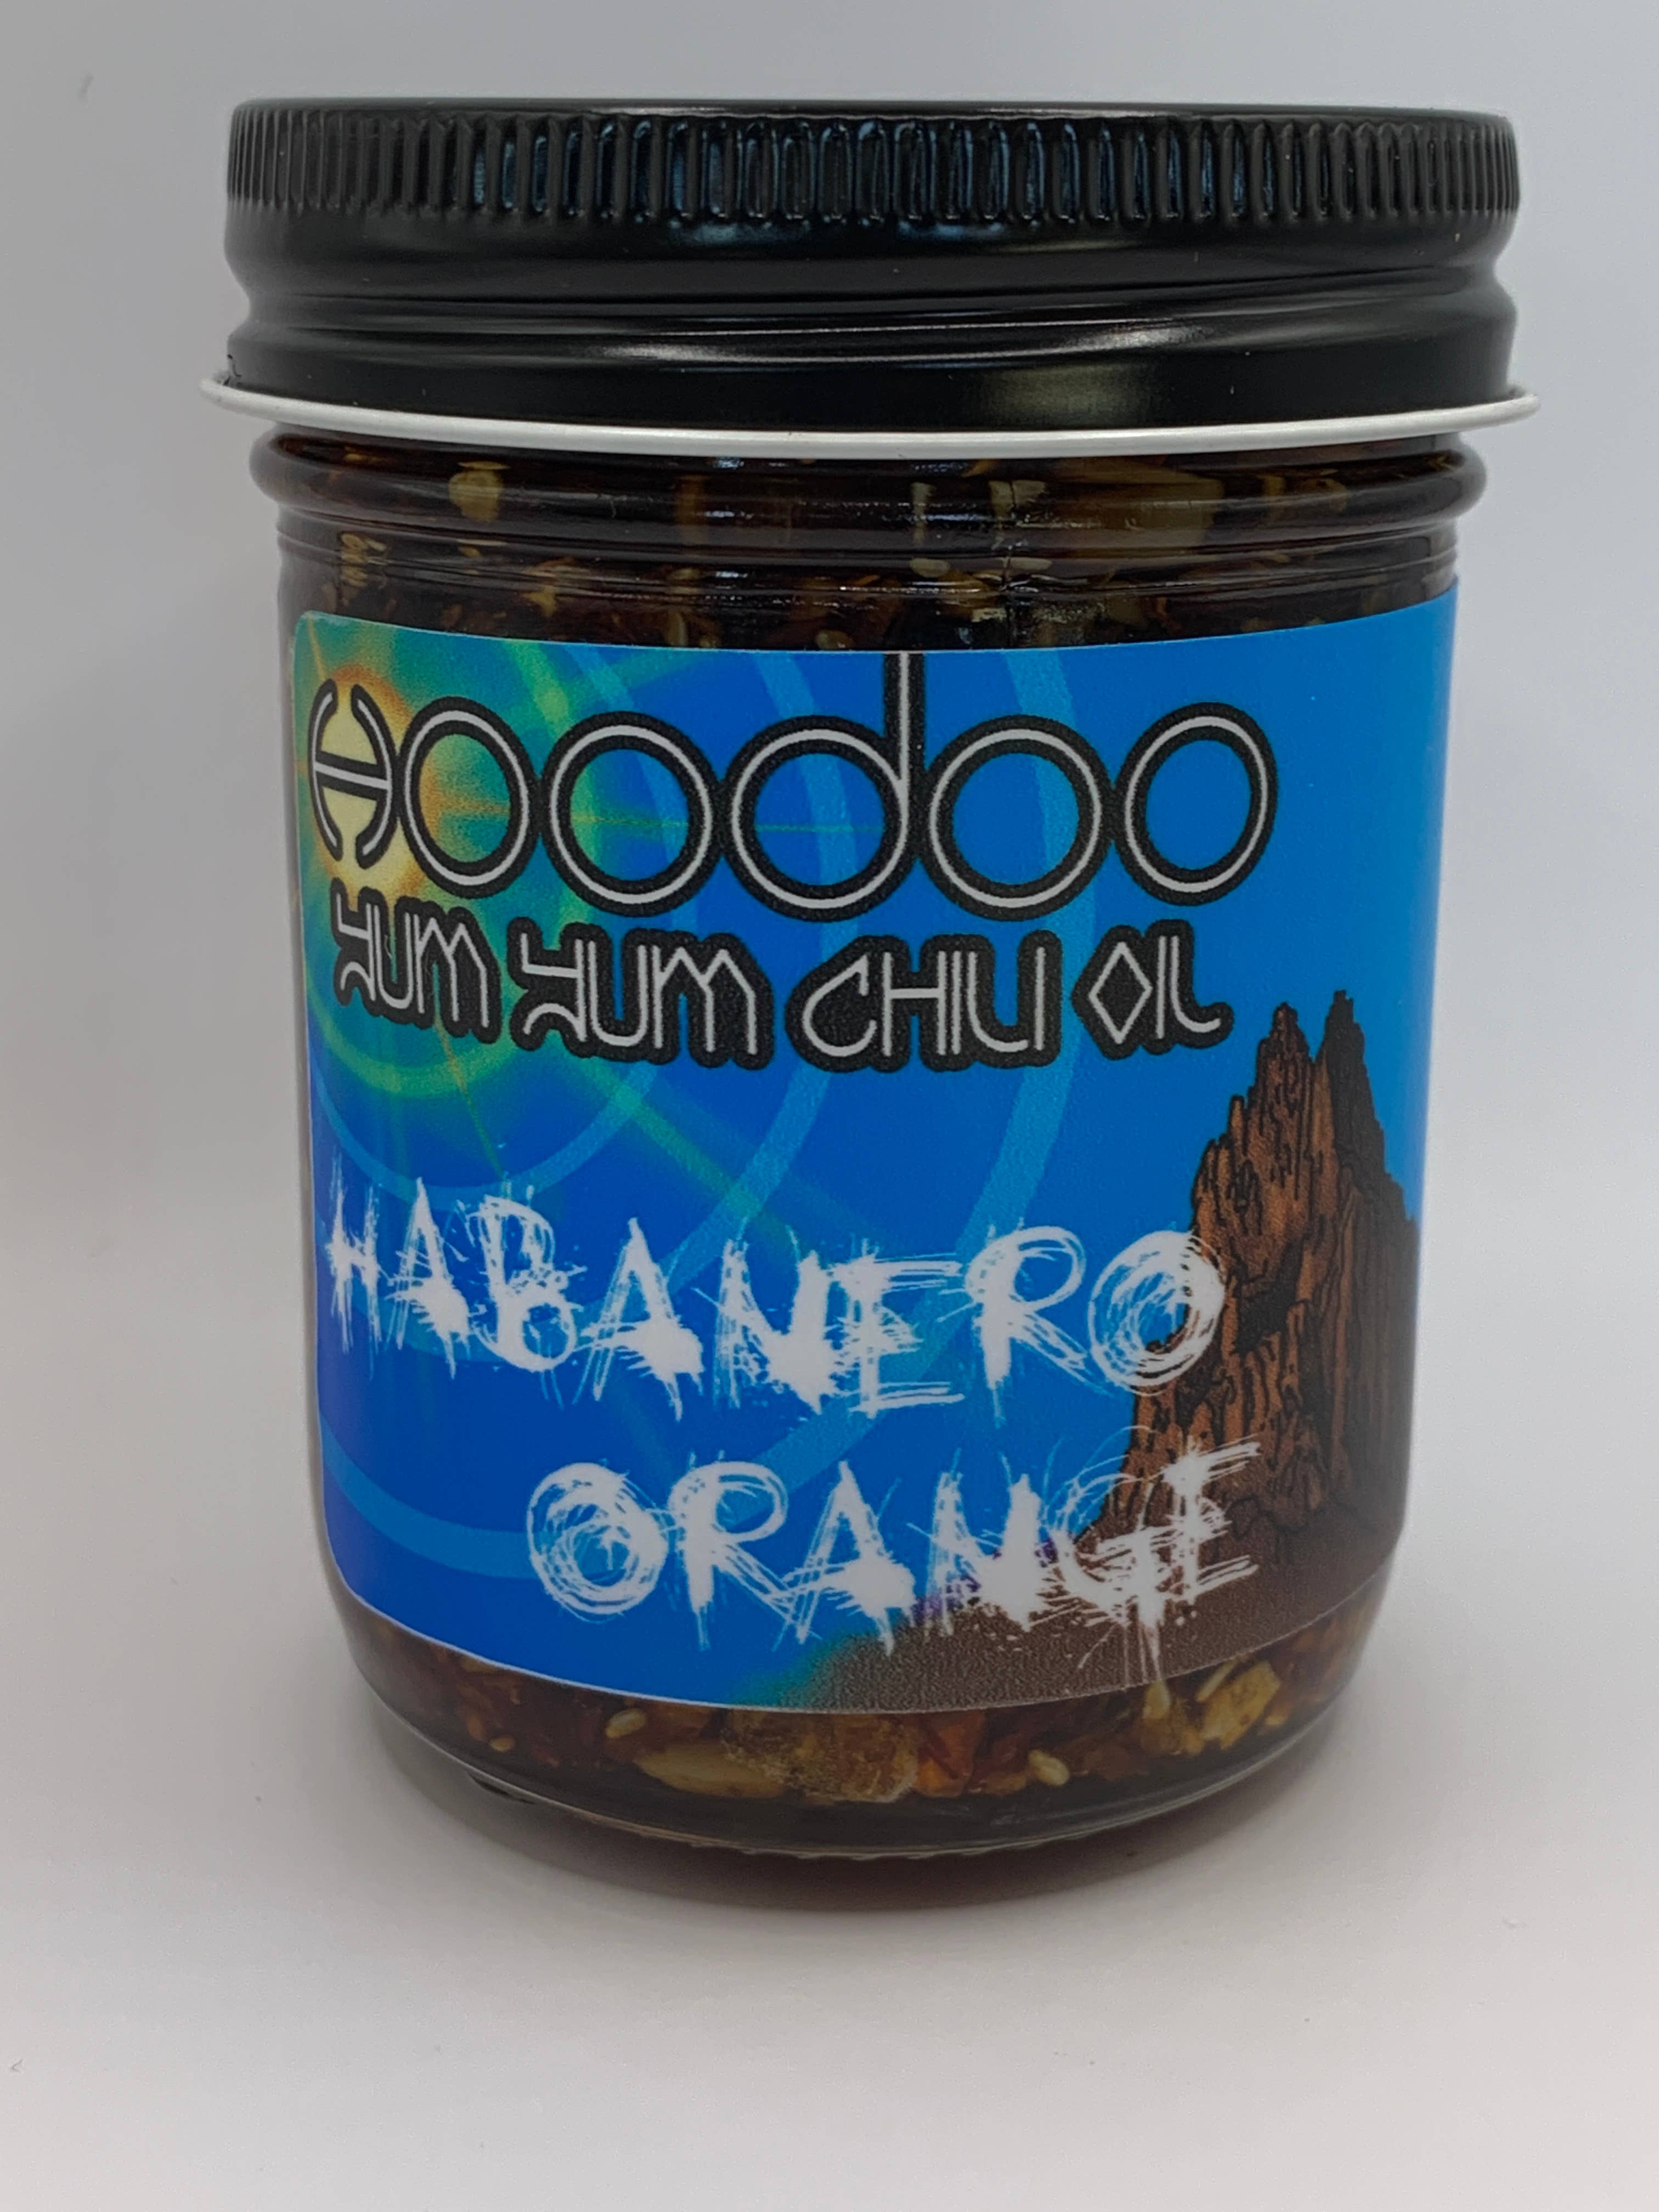 Hoodoo
YUM YUM CHILI OIL
HABANERO
ORANGE